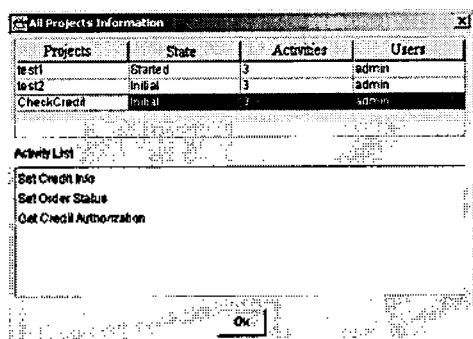 All Projects Information
Projects State Activities Users
test1 Started 3 admin
test2 Initial 3 admin
CheckCredit Initial 3 admin
Activity List
Set Credit Info
Set Order Status
Get Credit Authorization
Ok